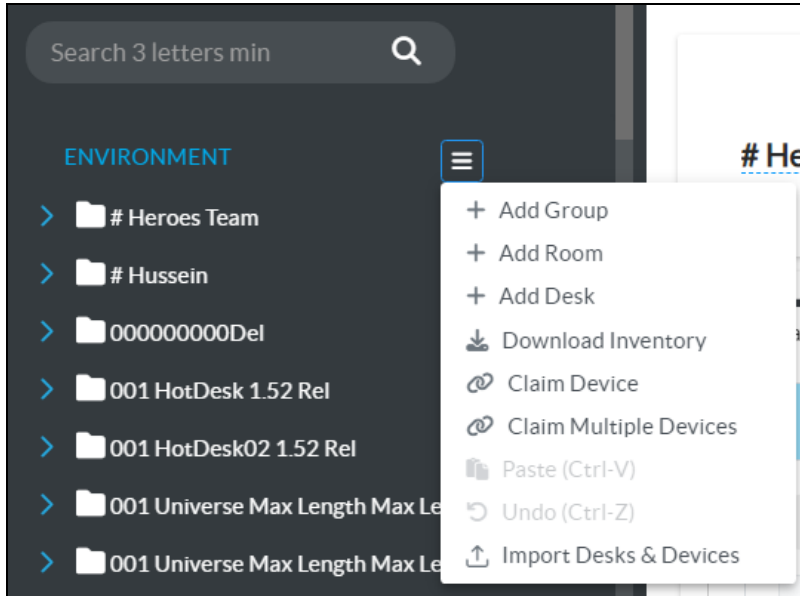 Search 3 letters min
ENVIRONMENT
# He
# Heroes Team
# Hussein
000000000Del
001 HotDesk 1.52 Rel
001 HotDesk02 1.52 Rel
001 Universe Max Length Max Le
001 Universe Max Length Max Le
+ Add Group
+ Add Room
+ Add Desk
Download Inventory
Claim Device
Claim Multiple Devices
Paste (Ctrl-V)
Undo (Ctrl-Z)
Import Desks & Devices